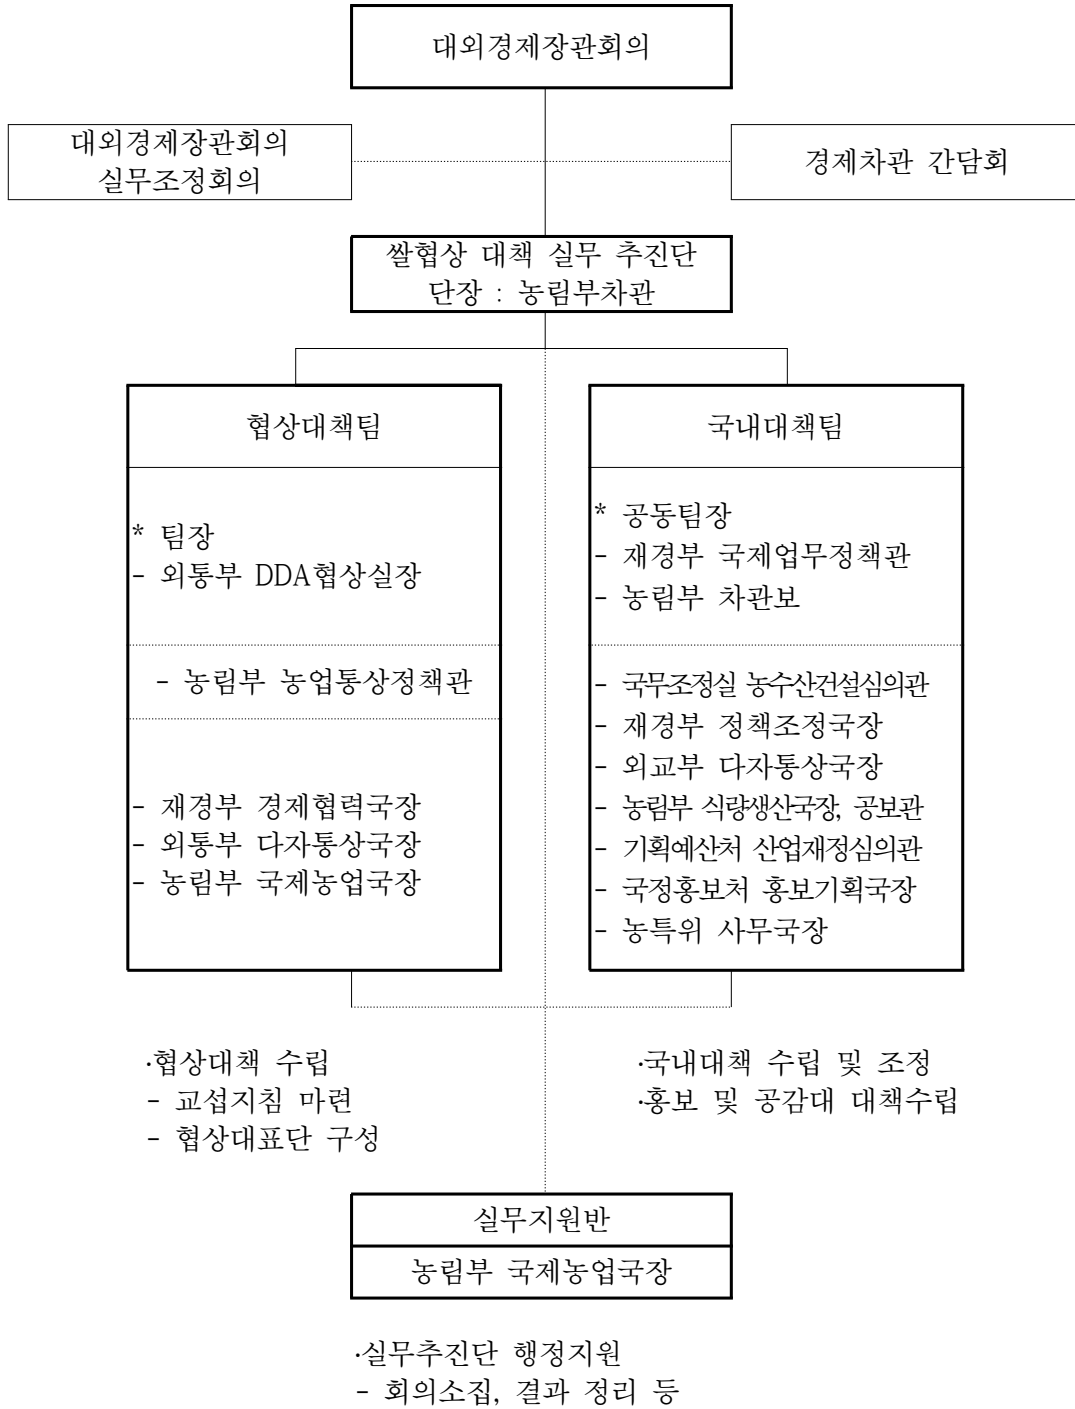 대외경제장관회의
대외경제장관회의
실무조정회의
경제차관 간담회
쌀협상 대책 실무 추진단
단장 : 농림부차관
협상대책팀
* 팀장
- 외통부 DDA협상실장
- 농림부 농업통상정책관
- 재경부 경제협력국장
- 외통부 다자통상국장
- 농림부 국제농업국장
국내대책팀
* 공동팀장
- 재경부 국제업무정책관
- 농림부 차관보
- 국무조정실 농수산건설심의관
- 재경부 정책조정국장
- 외교부 다자통상국장
- 농림부 식량생산국장, 공보관
- 기획예산처 산업재정심의관
- 국정홍보처 홍보기획국장
- 농특위 사무국장
·협상대책 수립
- 교섭지침 마련
- 협상대표단 구성
·국내대책 수립 및 조정
·홍보 및 공감대 대책수립
실무지원반
농림부 국제농업국장
·실무추진단 행정지원
- 회의소집, 결과 정리 등